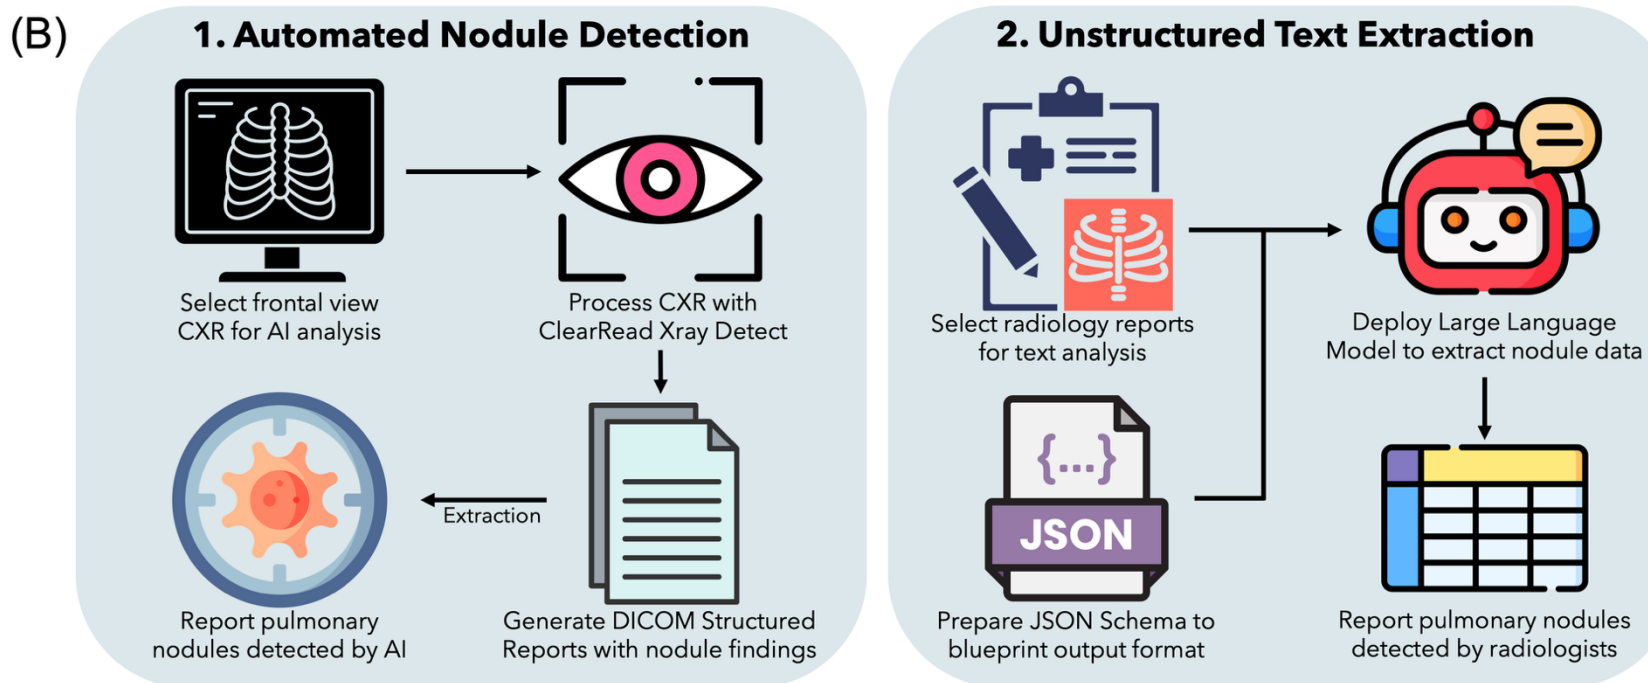 (B)
1. Automated Nodule Detection
Select frontal view
CXR for AI analysis
Process CXR with
ClearRead Xray Detect
Extraction
Report pulmonary
nodules detected by AI
Generate DICOM Structured
Reports with nodule findings
2. Unstructured Text Extraction
Select radiology reports
for text analysis
Deploy Large Language
Model to extract nodule data
{...}
JSON
Prepare JSON Schema to
blueprint output format
Report pulmonary nodules
detected by radiologists